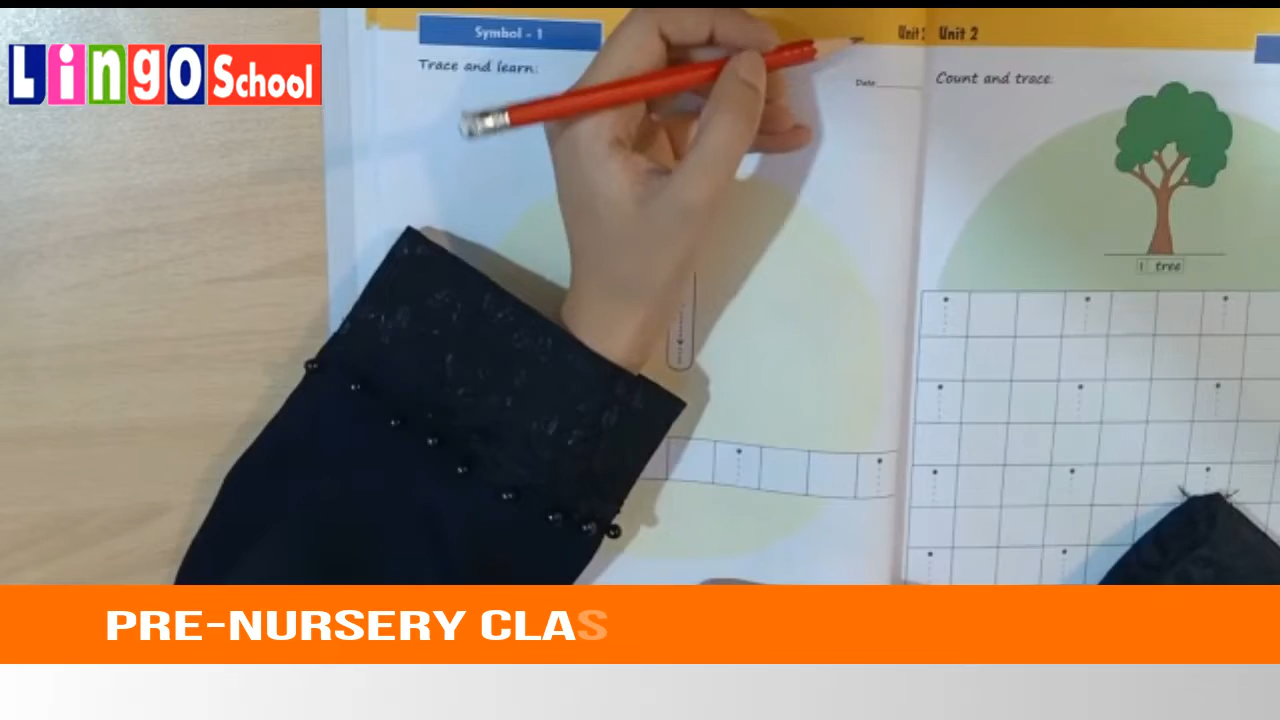 Lingo School
Symbol - 1
Trace and learn:
Unit 2
Date
Unit 2
Count and trace:
1 tree
PRE-NURSERY CLAS